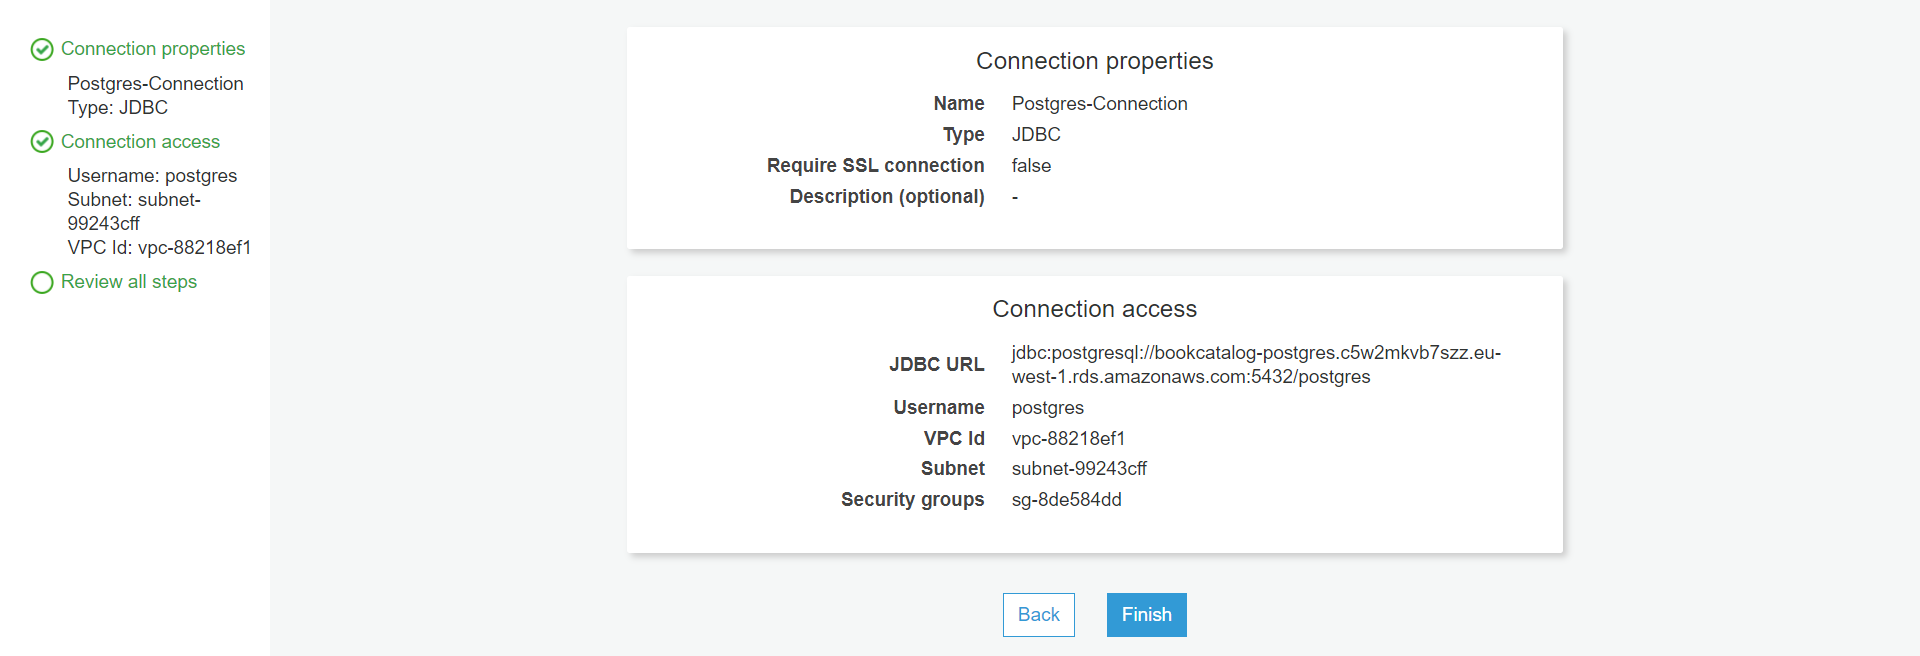 Connection properties
Postgres-Connection
Type: JDBC
Connection access
Username: postgres
Subnet: subnet-
99243cff
VPC Id: vpc-88218ef1
Review all steps
Connection properties
Name Postgres-Connection
Type JDBC
Require SSL connection false
Description (optional) -
Connection access
JDBC URL jdbc:postgresql://bookcatalog-postgres.c5w2mkvb7szz.eu-
west-1.rds.amazonaws.com:5432/postgres
Username postgres
VPC Id vpc-88218ef1
Subnet subnet-99243cff
Security groups sg-8de584dd
Back Finish